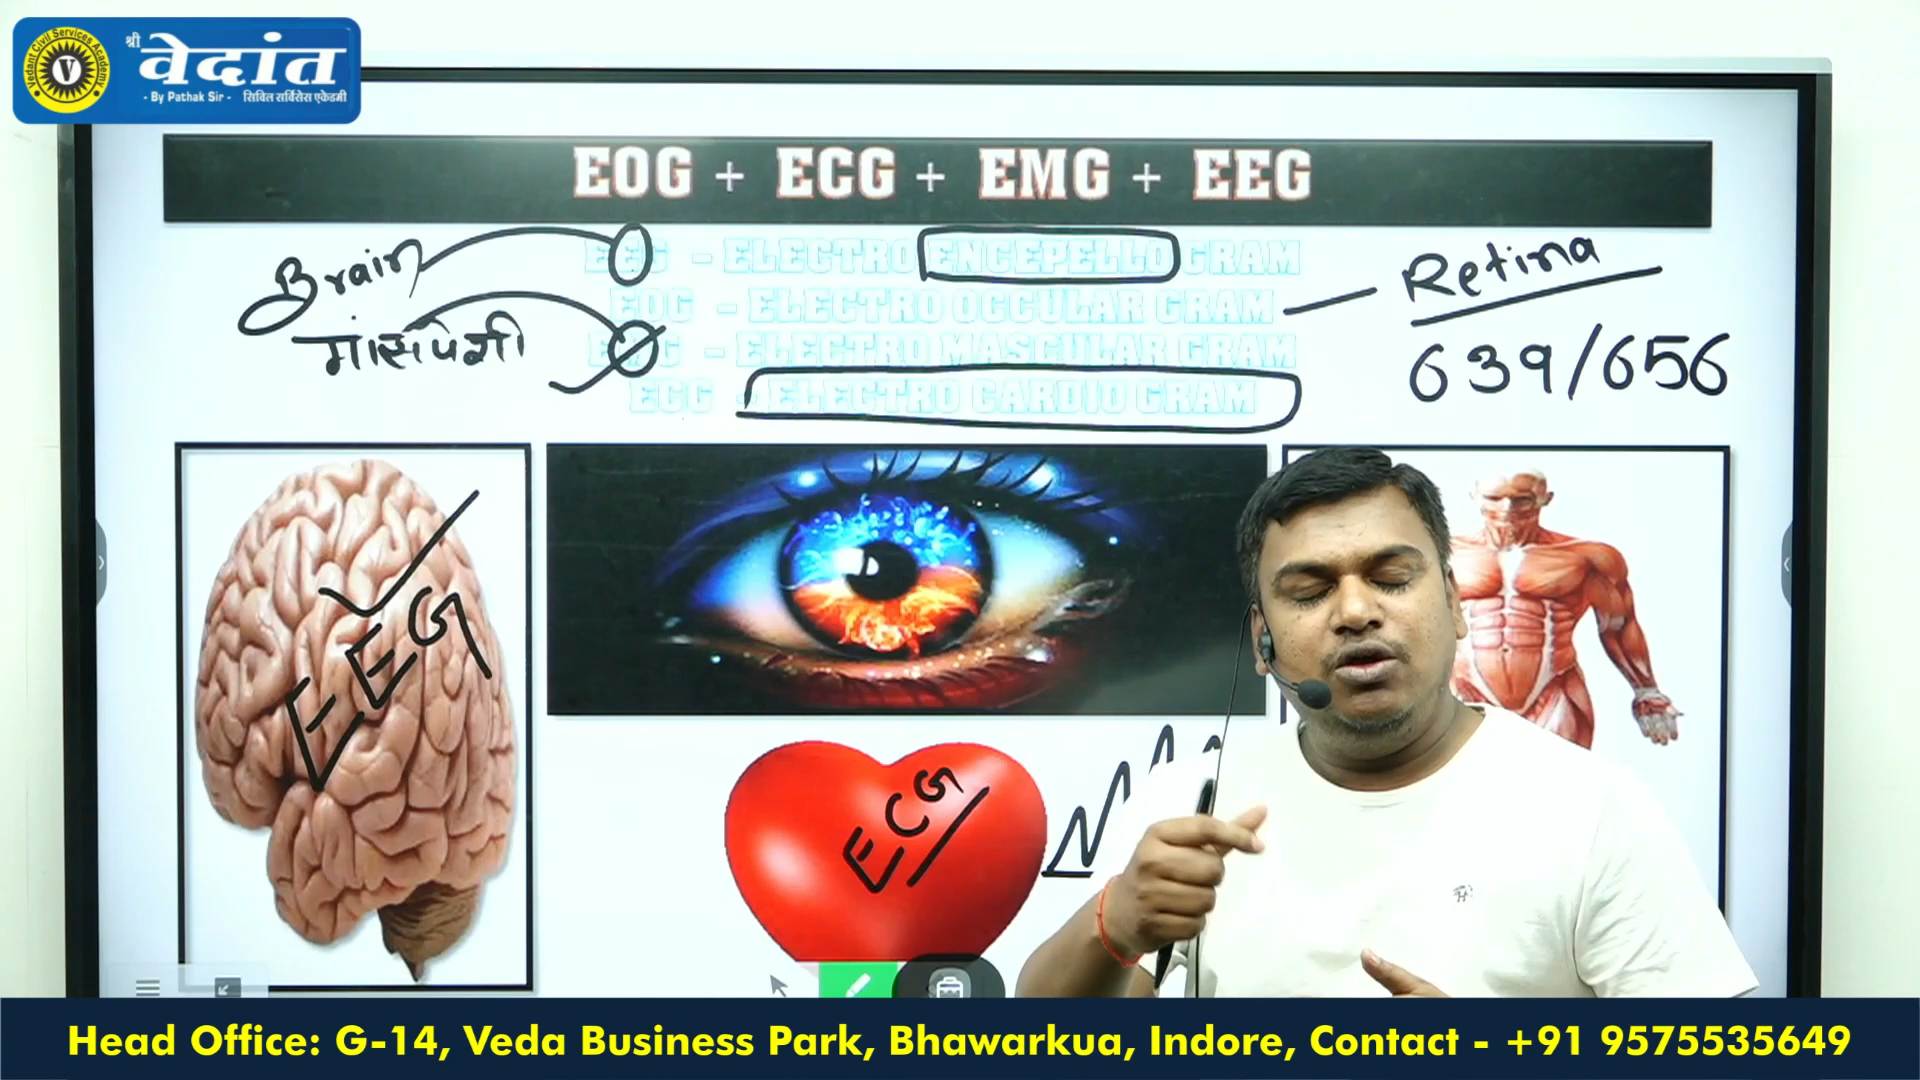 श्री वेदांत
- By Pathak Sir - सिविल सर्विसेस एकेडमी
Vedant Civil Services Academy
V
EOG + ECG + EMG + EEG
EEG - ELECTRO ENCEPELLO GRAM
EOG - ELECTRO OCCULAR GRAM
EMG - ELECTRO MASCULAR GRAM
ECG - ELECTRO CARDIO GRAM
Brain
मांसपेशी
Retina
639/656
EEG
ECG
Head Office: G-14, Veda Business Park, Bhawarkua, Indore, Contact - +91 9575535649